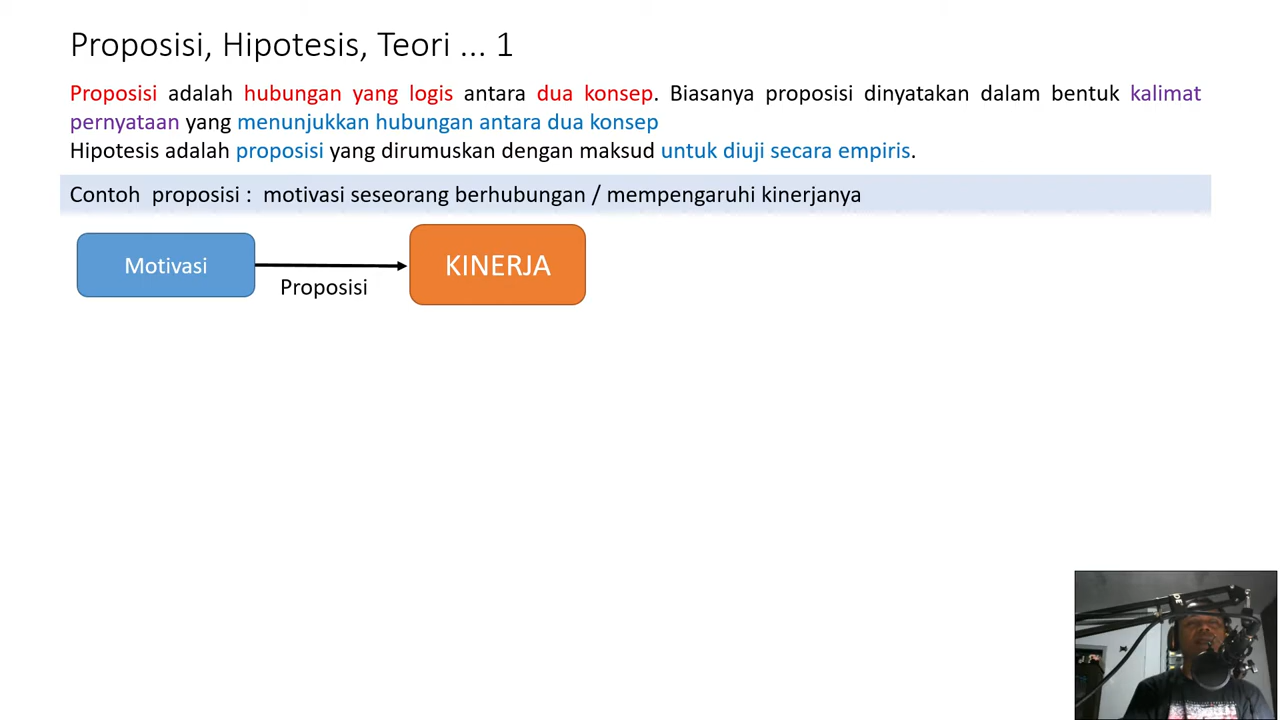 Proposisi, Hipotesis, Teori ... 1
Proposisi adalah hubungan yang logis antara dua konsep. Biasanya proposisi dinyatakan dalam bentuk kalimat
pernyataan yang menunjukkan hubungan antara dua konsep
Hipotesis adalah proposisi yang dirumuskan dengan maksud untuk diuji secara empiris.
Contoh proposisi : motivasi seseorang berhubungan / mempengaruhi kinerjanya
Motivasi
KINERJA
Proposisi